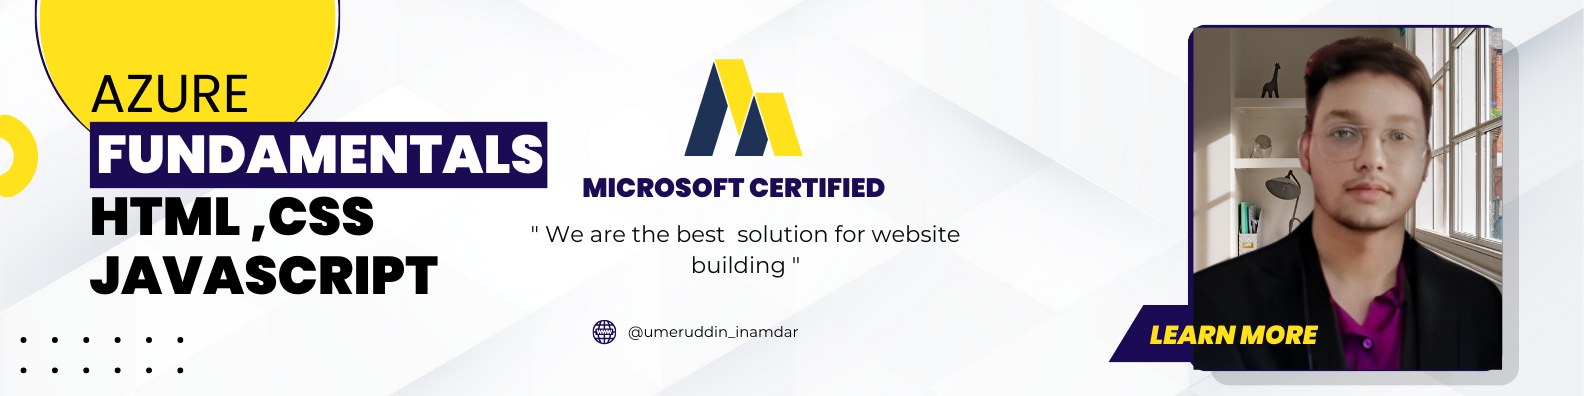 AZURE
FUNDAMENTALS
HTML ,CSS
JAVASCRIPT
MICROSOFT CERTIFIED
" We are the best solution for website
building "
@umeruddin_inamdar
LEARN MORE